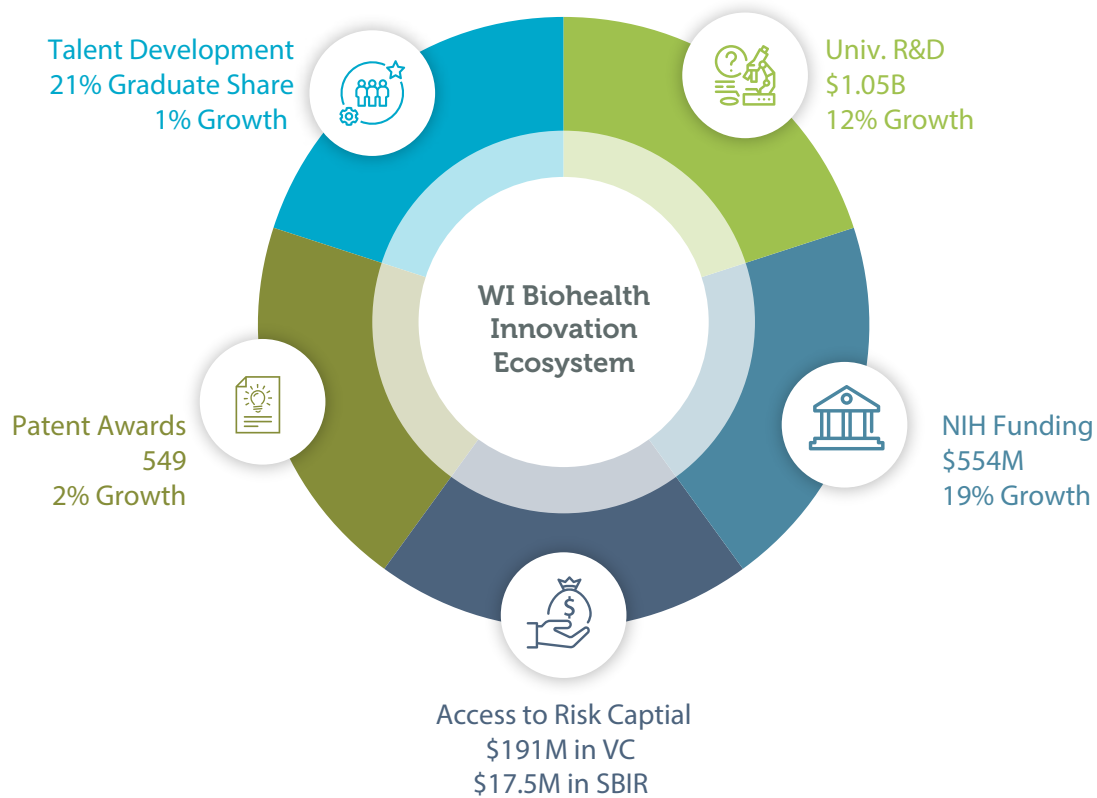 Talent Development
21% Graduate Share
1% Growth
Univ. R&D
$1.05B
12% Growth
WI Biohealth
Innovation
Ecosystem
Patent Awards
549
2% Growth
NIH Funding
$554M
19% Growth
Access to Risk Captial
$191M in VC
$17.5M in SBIR